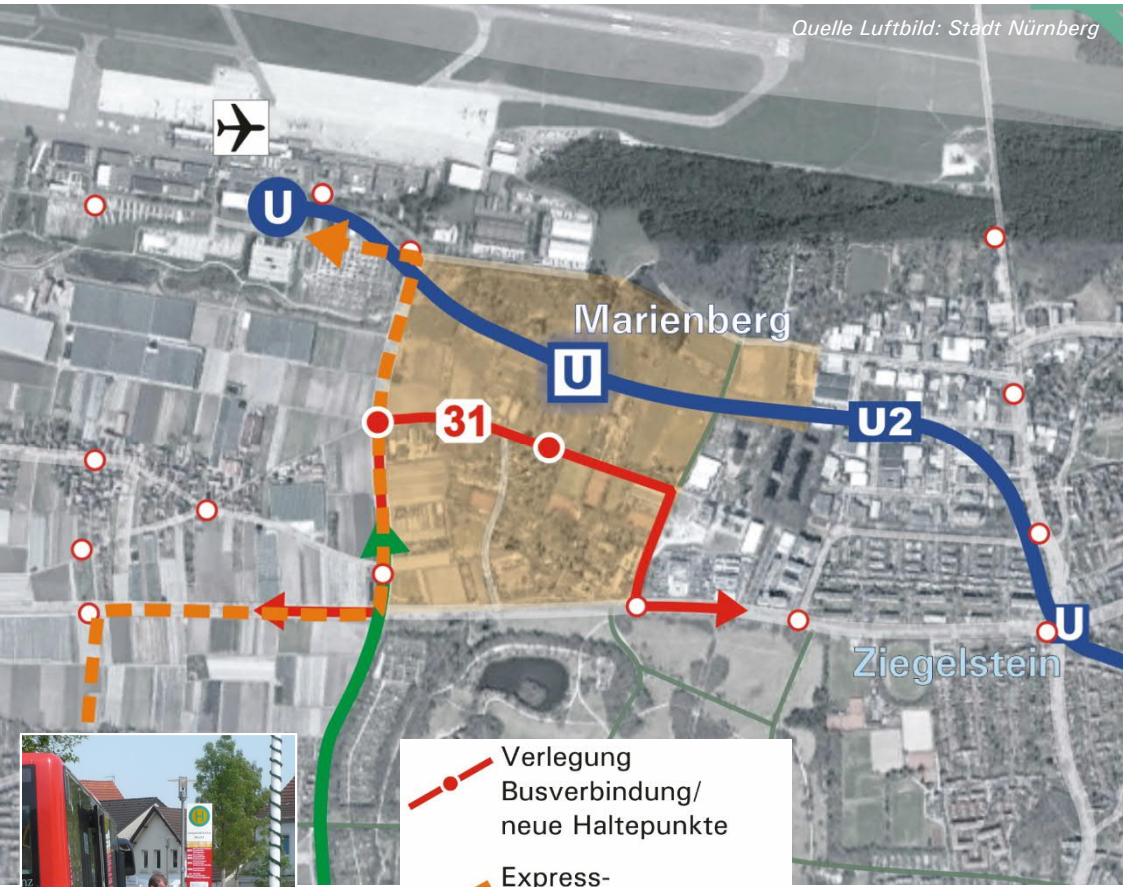 Quelle Luftbild: Stadt Nürnberg
U
Marienberg
U
31
U2
U
Ziegelstein
Verlegung
Busverbindung/
neue Haltepunkte
Express-
H